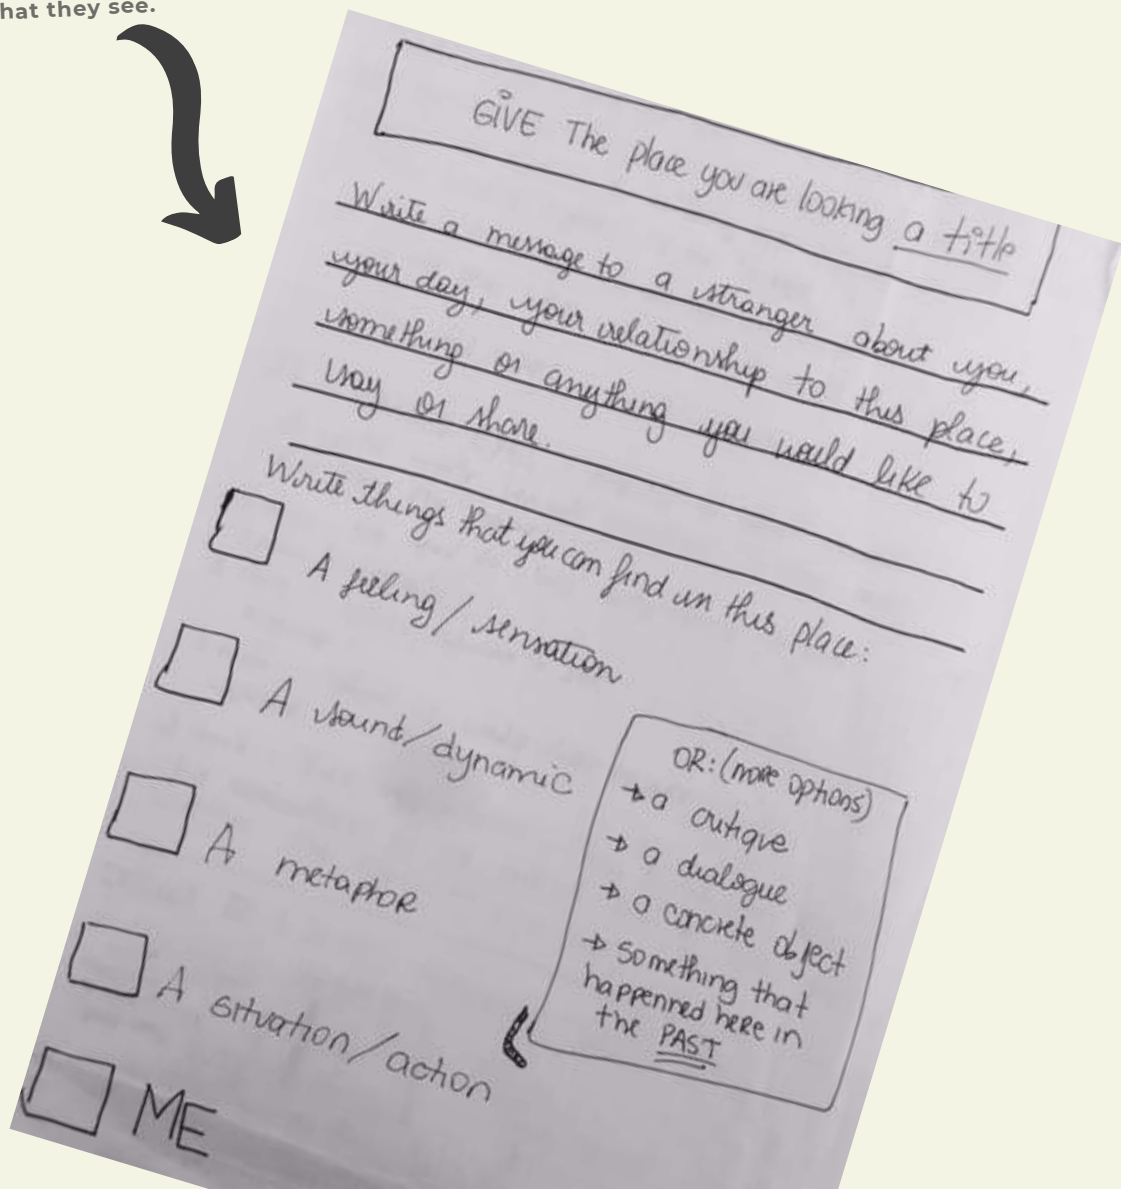 hat they see.
GIVE The place you are looking a title
Write a message to a stranger about you,
your day, your relationship to this place,
something or anything you would like to
say or share.
Write things that you can find in this place:
A feeling / sensation
A sound/dynamic
A metaphor
A situation/action
ME
OR: (more options)
→ a critique
→ a dialogue
→ a concrete object
→ something that
happenned here in
the PAST